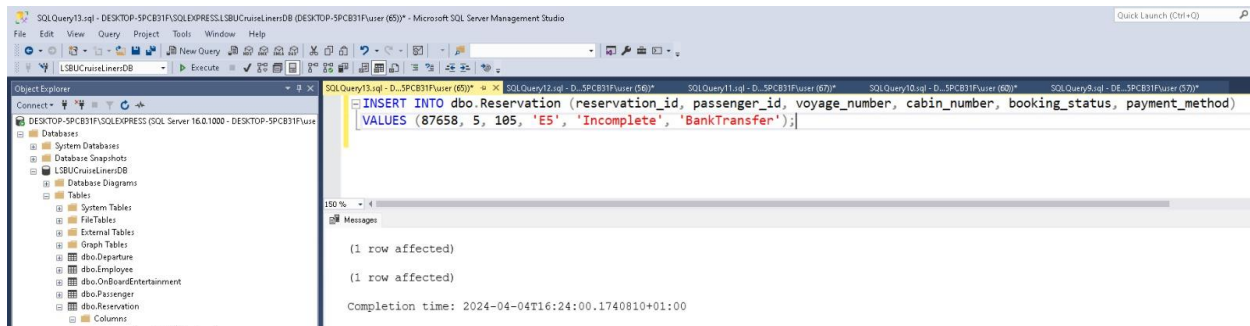 SQLQuery13.sql - DESKTOP-5PCB31F\SQLEXPRESS.LSBUCruiseLinersDB (DESKTOP-5PCB31F\user (65))* - Microsoft SQL Server Management Studio
Quick Launch (Ctrl+Q)
File Edit View Query Project Tools Window Help
New Query
LSBUCruiseLinersDB Execute
Object Explorer
SQLQuery13.sql - D...5PCB31F\user (65))* SQLQuery12.sql - D...5PCB31F\user (56))* SQLQuery11.sql - D...5PCB31F\user (67))* SQLQuery10.sql - D...5PCB31F\user (60))* SQLQuery9.sql - DE...5PCB31F\user (57))*
Connect
DESKTOP-5PCB31F\SQLEXPRESS (SQL Server 16.0.1000 - DESKTOP-5PCB31F\use
Databases
System Databases
Database Snapshots
LSBUCruiseLinersDB
Database Diagrams
Tables
System Tables
FileTables
External Tables
Graph Tables
dbo.Departure
dbo.Employee
dbo.OnBoardEntertainment
dbo.Passenger
dbo.Reservation
Columns
INSERT INTO dbo.Reservation (reservation_id, passenger_id, voyage_number, cabin_number, booking_status, payment_method)
VALUES (87658, 5, 105, 'E5', 'Incomplete', 'BankTransfer');
150 %
Messages
(1 row affected)
(1 row affected)
Completion time: 2024-04-04T16:24:00.1740810+01:00